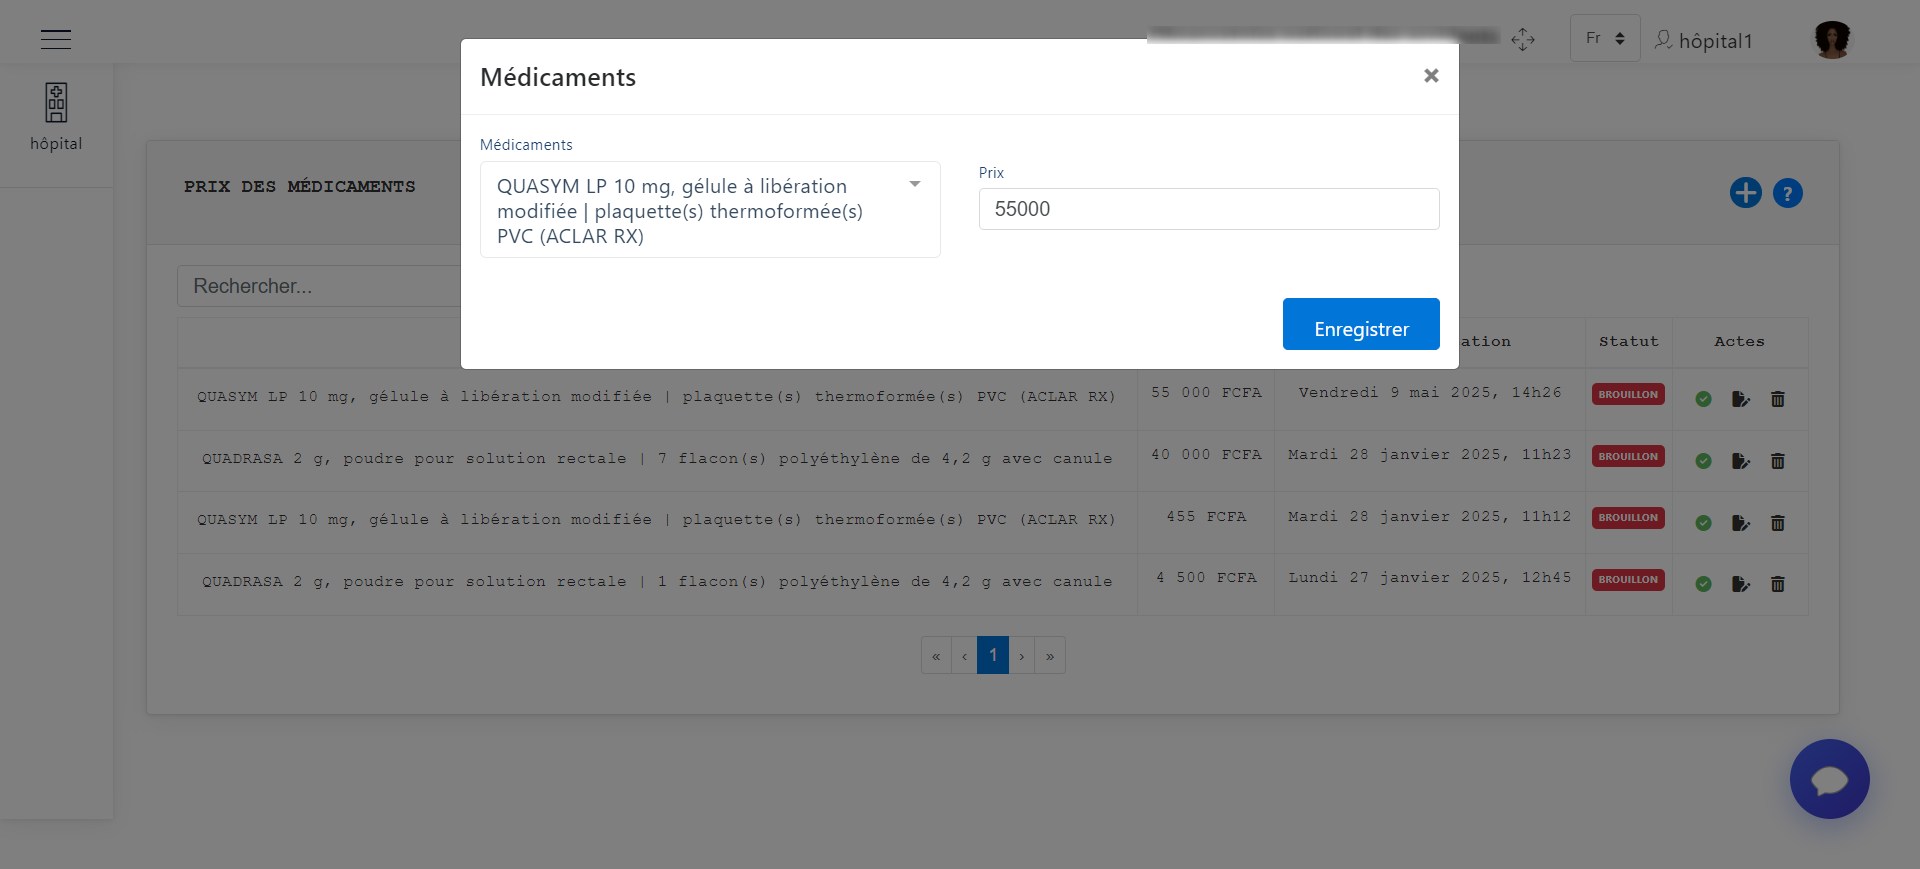 Fr
hôpital1
hôpital
Médicaments
×
Médicaments
QUASYM LP 10 mg, gélule à libération
modifiée | plaquette(s) thermoformée(s)
PVC (ACLAR RX)
Prix
55000
Enregistrer
PRIX DES MÉDICAMENTS
?
Rechercher...
ation
Statut
Actes
QUASYM LP 10 mg, gélule à libération modifiée | plaquette(s) thermoformée(s) PVC (ACLAR RX) 55 000 FCFA Vendredi 9 mai 2025, 14h26 BROUILLON
QUADRASA 2 g, poudre pour solution rectale | 7 flacon(s) polyéthylène de 4,2 g avec canule 40 000 FCFA Mardi 28 janvier 2025, 11h23 BROUILLON
QUASYM LP 10 mg, gélule à libération modifiée | plaquette(s) thermoformée(s) PVC (ACLAR RX) 455 FCFA Mardi 28 janvier 2025, 11h12 BROUILLON
QUADRASA 2 g, poudre pour solution rectale | 1 flacon(s) polyéthylène de 4,2 g avec canule 4 500 FCFA Lundi 27 janvier 2025, 12h45 BROUILLON
« ‹ 1 › »